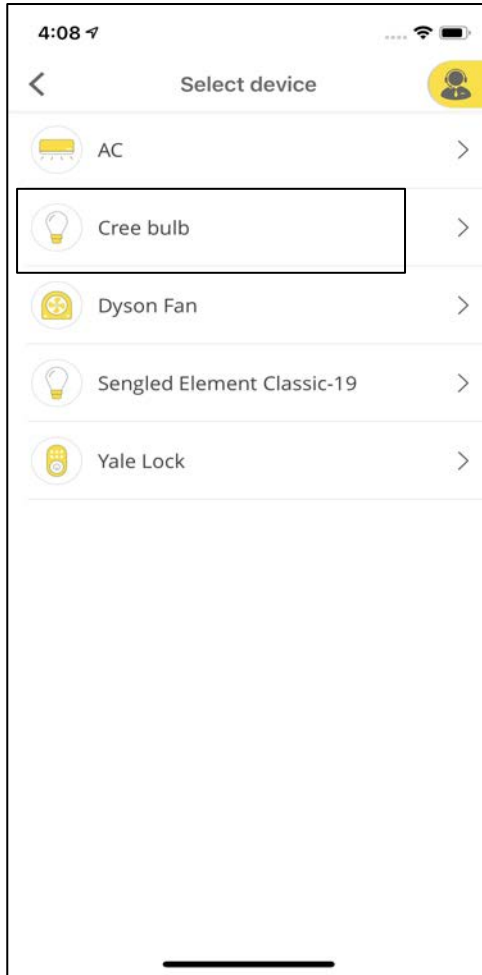 4:08
Select device
AC
Cree bulb
Dyson Fan
Sengled Element Classic-19
Yale Lock